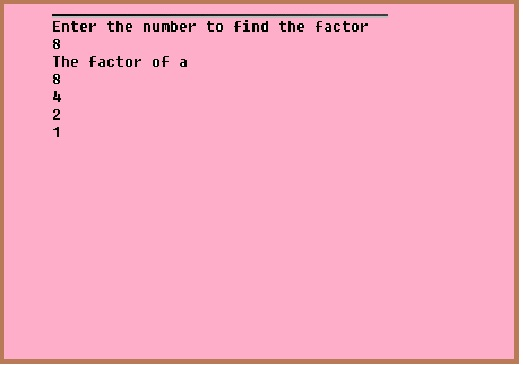 Enter the number to find the factor
8
The factor of a
8
4
2
1